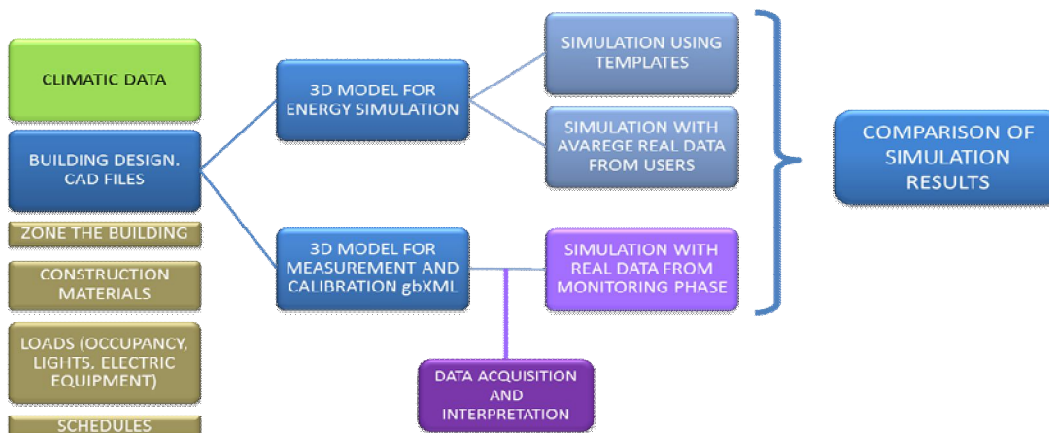 CLIMATIC DATA
BUILDING DESIGN.
CAD FILES
ZONE THE BUILDING
CONSTRUCTION
MATERIALS
LOADS (OCCUPANCY,
LIGHTS, ELECTRIC
EQUIPMENT)
SCHEDULES
3D MODEL FOR
ENERGY SIMULATION
3D MODEL FOR
MEASUREMENT AND
CALIBRATION gbXML
DATA ACQUISITION
AND
INTERPRETATION
SIMULATION USING
TEMPLATES
SIMULATION WITH
AVAREGE REAL DATA
FROM USERS
SIMULATION WITH
REAL DATA FROM
MONITORING PHASE
COMPARISON OF
SIMULATION
RESULTS